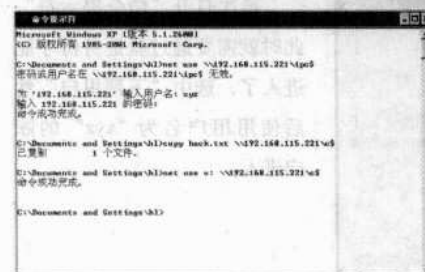 命令提示符
Microsoft Windows XP [版本 5.1.2600]
<C> 版权所有 1985-2001 Microsoft Corp.
C:\Documents and Settings\hl>net use \\192.168.115.221\ipc$
密码或用户名在 \\192.168.115.221\ipc$ 无效。
为 '192.168.115.221' 输入用户名: xyz
输入 192.168.115.221 的密码:
命令成功完成。
C:\Documents and Settings\hl>copy hack.txt \\192.168.115.221\c$
已复制 1 个文件。
C:\Documents and Settings\hl>net use \\192.168.115.221\c$
命令成功完成。
C:\Documents and Settings\hl>